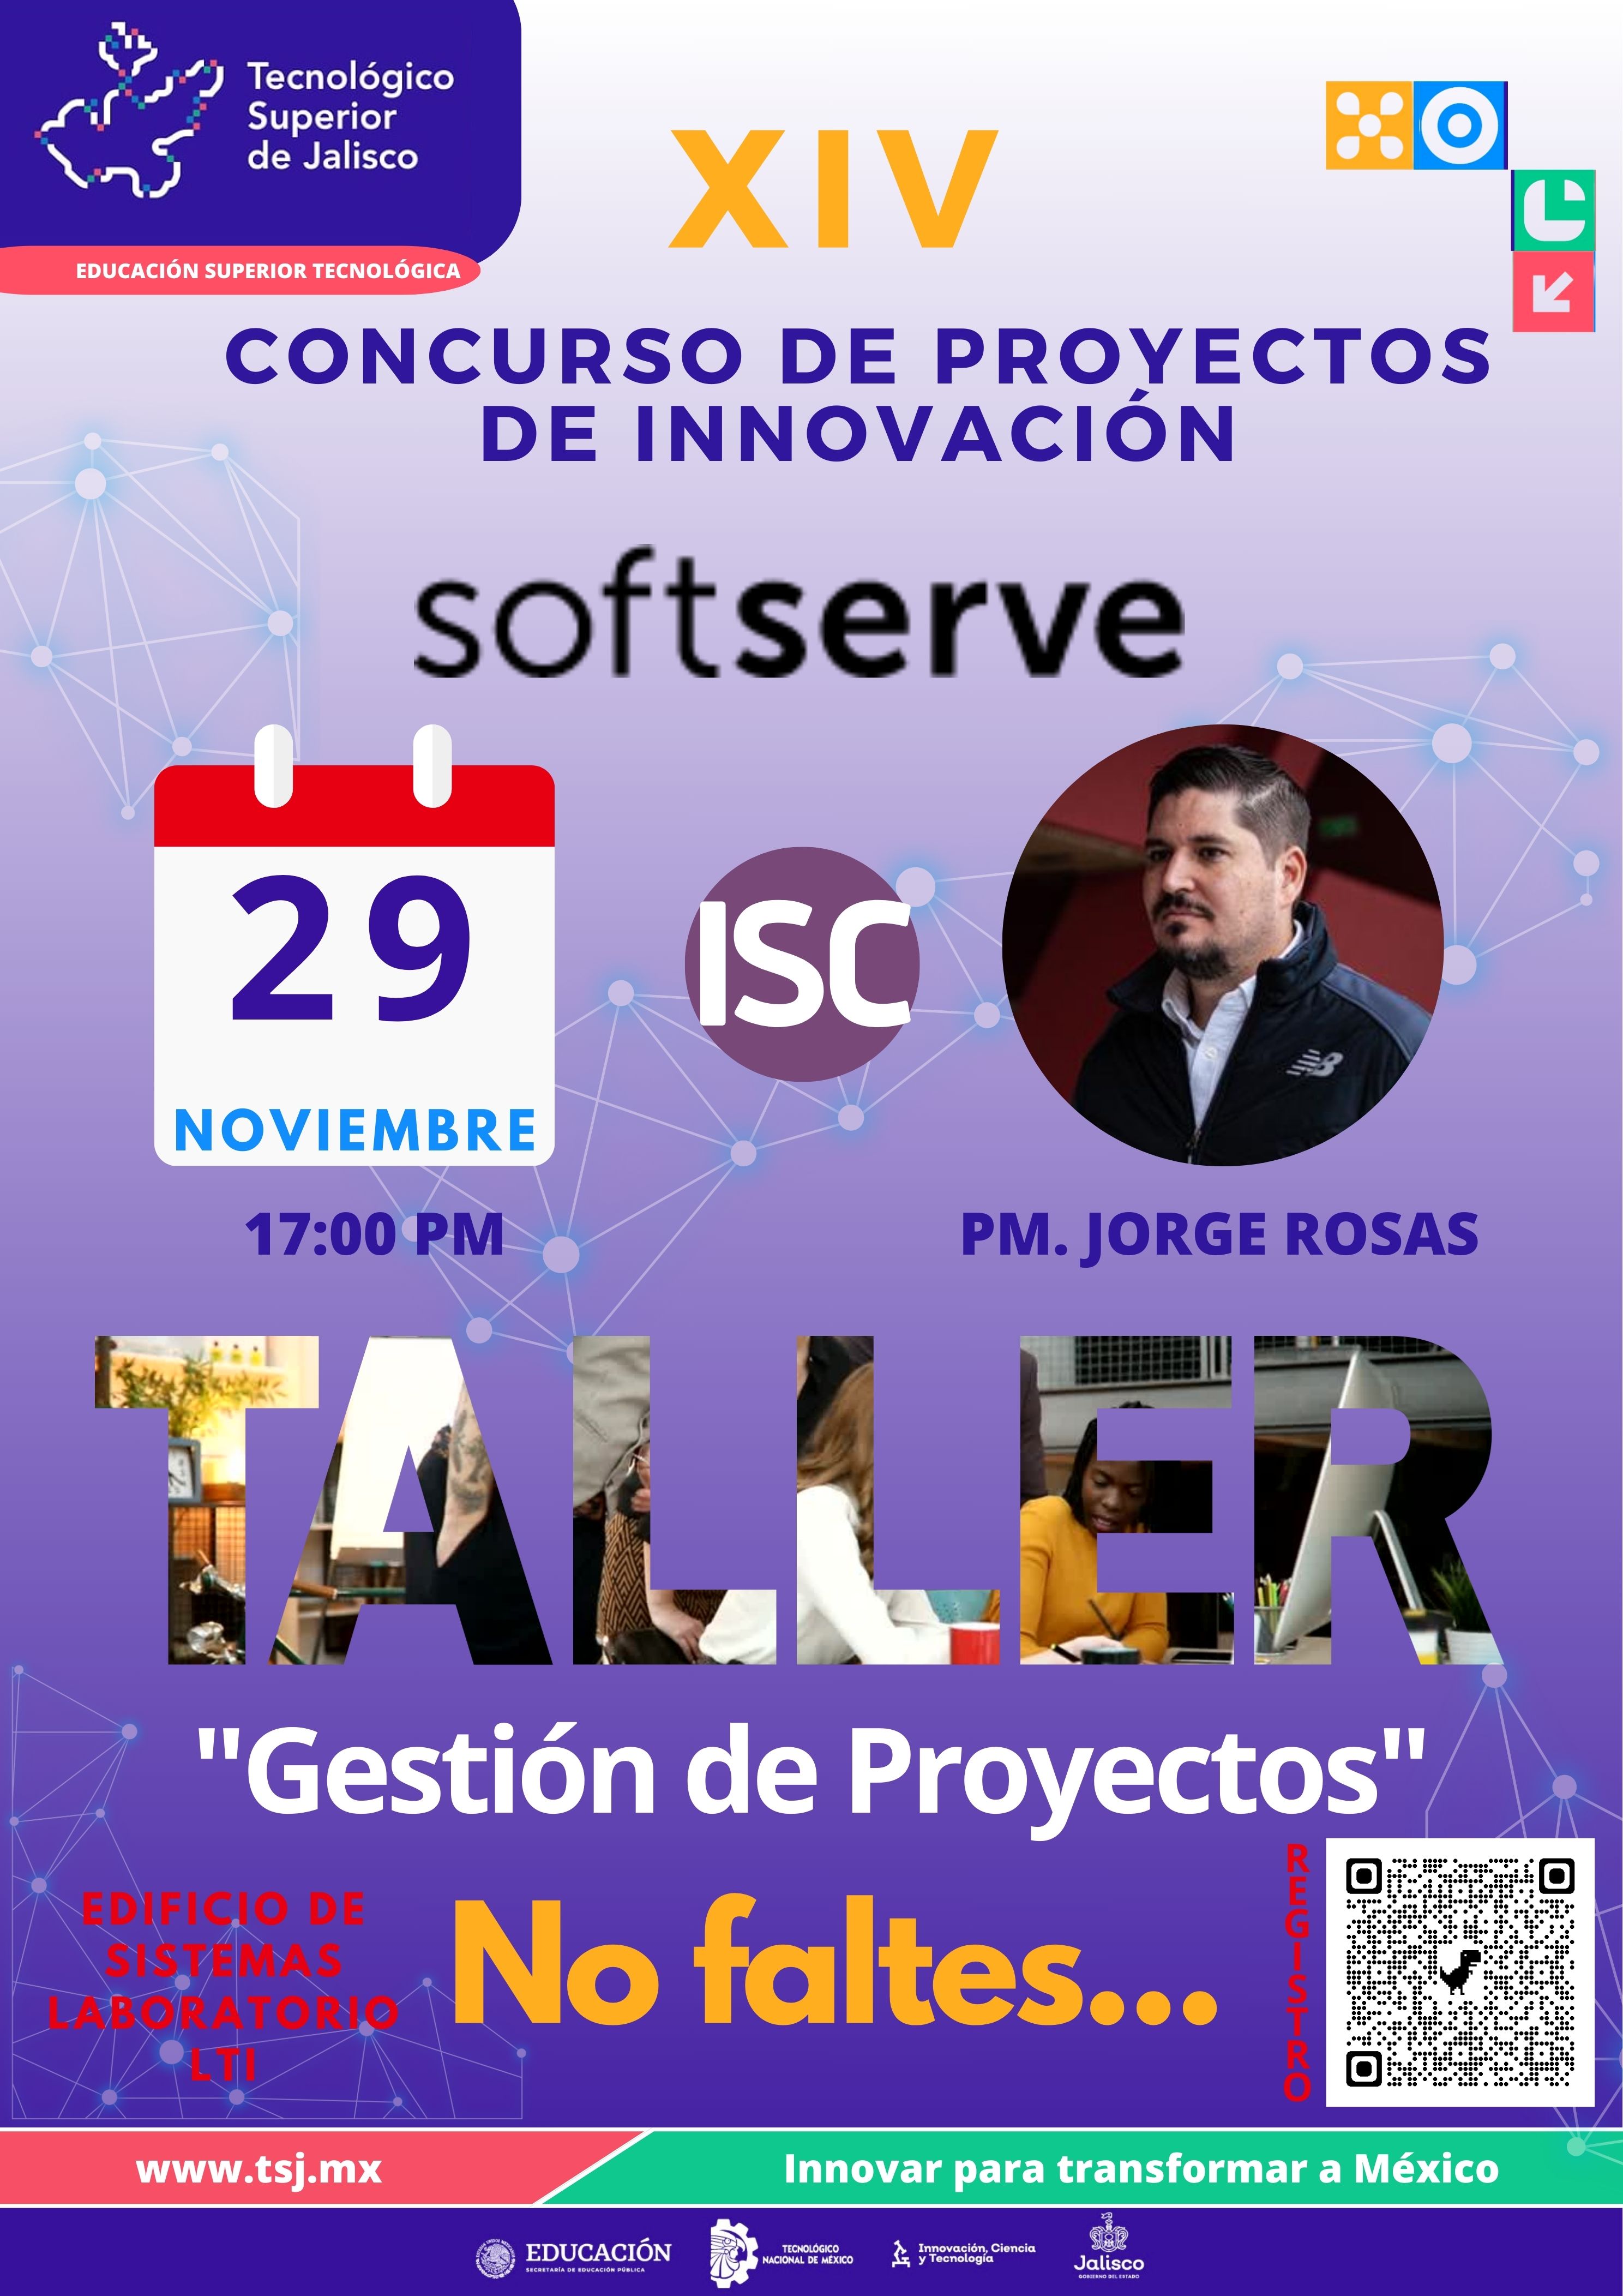 Tecnológico
Superior
de Jalisco
EDUCACIÓN SUPERIOR TECNOLÓGICA
XIV
CONCURSO DE PROYECTOS
DE INNOVACIÓN
softserve
29
NOVIEMBRE
ISC
17:00 PM
PM. JORGE ROSAS
TALLER
"Gestión de Proyectos"
EDIFICIO DE
SISTEMAS
LABORATORIO
LTI
No faltes...
REGISTRO
www.tsj.mx
Innovar para transformar a México
EDUCACIÓN
SECRETARÍA DE EDUCACIÓN PÚBLICA
TECNOLÓGICO
NACIONAL DE MÉXICO
Innovación, Ciencia
y Tecnología
Jalisco
GOBIERNO DEL ESTADO